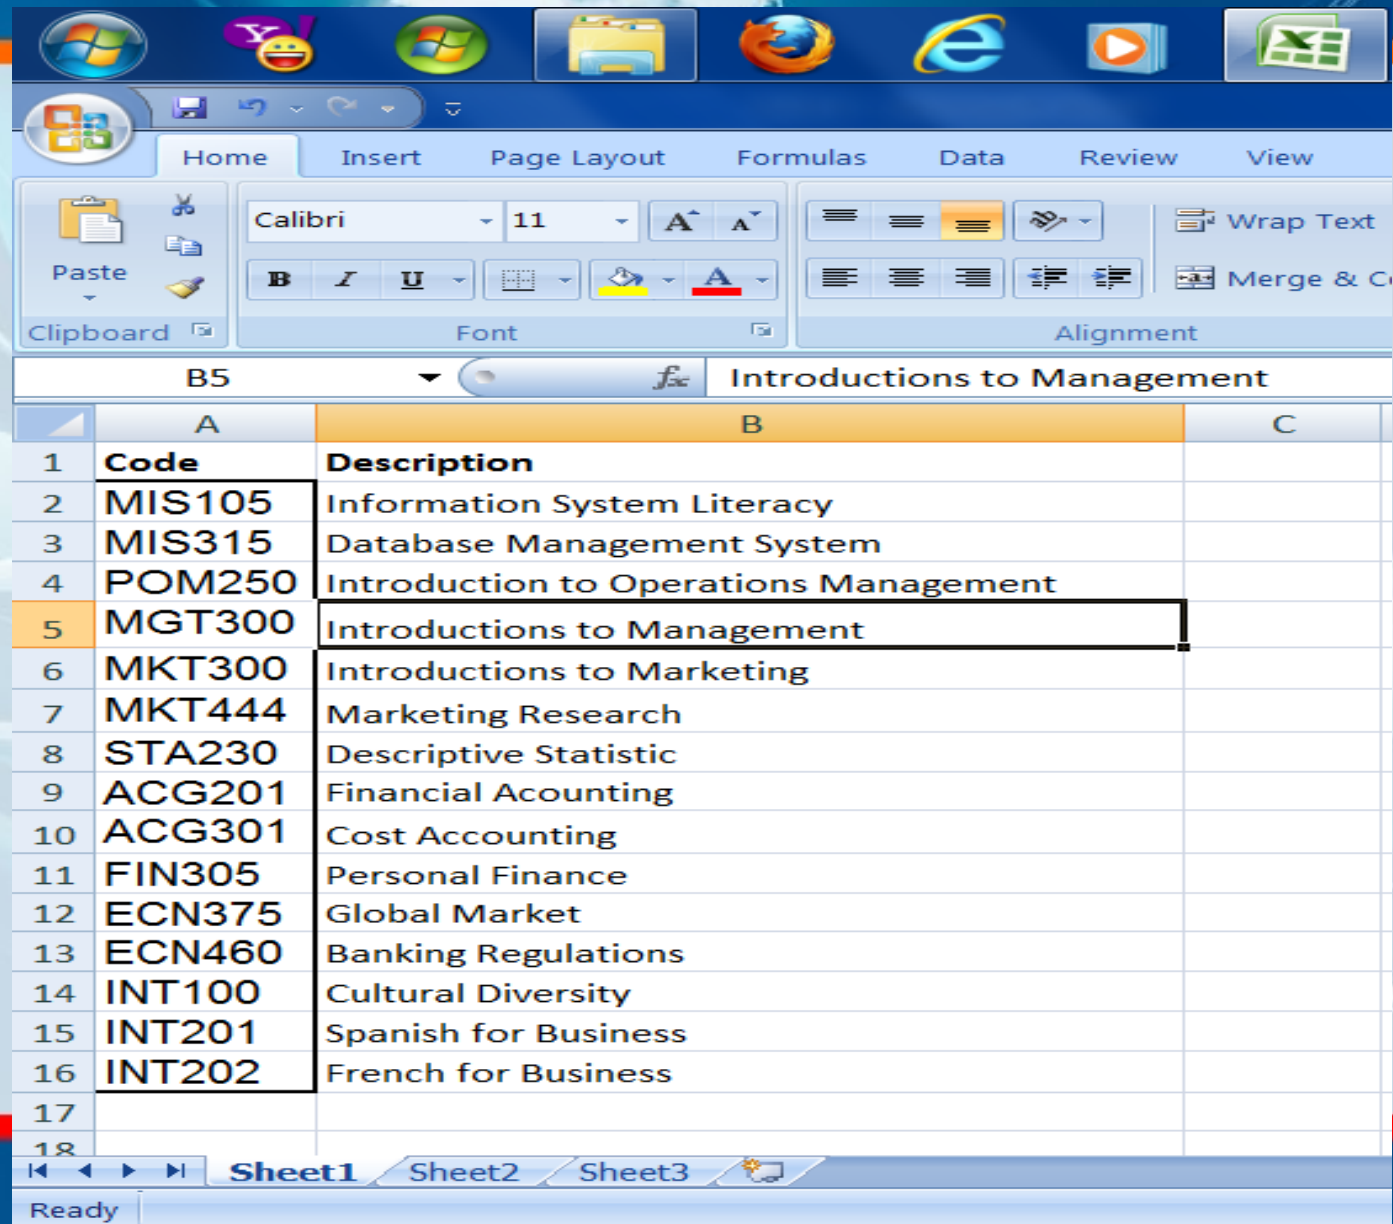 Home Insert Page Layout Formulas Data Review View
Calibri 11 A A Wrap Text
Paste B I U A Merge & C
Clipboard Font Alignment
B5 fx Introductions to Management
A B C
1 Code Description
2 MIS105 Information System Literacy
3 MIS315 Database Management System
4 POM250 Introduction to Operations Management
5 MGT300 Introductions to Management
6 MKT300 Introductions to Marketing
7 MKT444 Marketing Research
8 STA230 Descriptive Statistic
9 ACG201 Financial Acounting
10 ACG301 Cost Accounting
11 FIN305 Personal Finance
12 ECN375 Global Market
13 ECN460 Banking Regulations
14 INT100 Cultural Diversity
15 INT201 Spanish for Business
16 INT202 French for Business
17
18
Sheet1 Sheet2 Sheet3
Ready